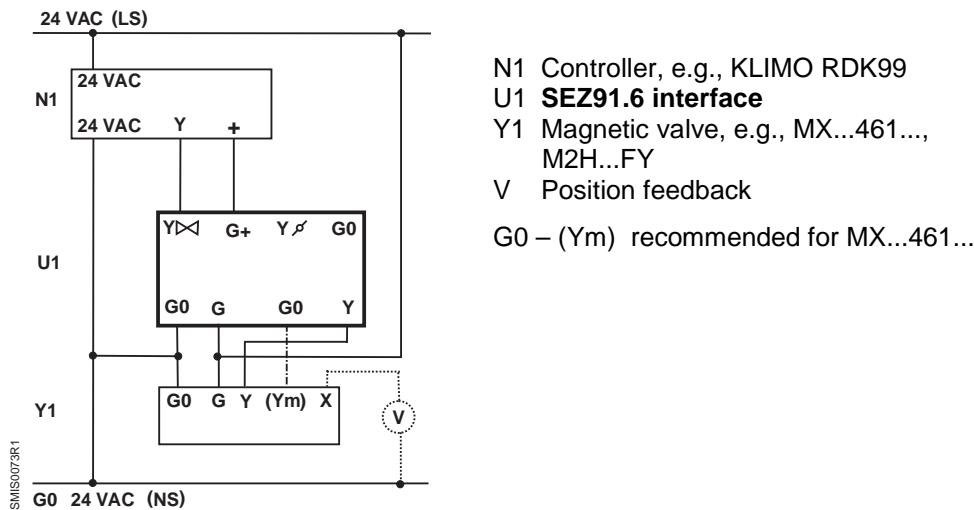 24 VAC (LS)
N1
24 VAC
24 VAC Y +
U1
Y G+ Y G0
G0 G G0 Y
Y1
G0 G Y (Ym) X
V
SMIS0073R1
G0 24 VAC (NS)
N1 Controller, e.g., KLIMO RDK99
U1 SEZ91.6 interface
Y1 Magnetic valve, e.g., MX...461...,
M2H...FY
V Position feedback
G0 – (Ym) recommended for MX...461...